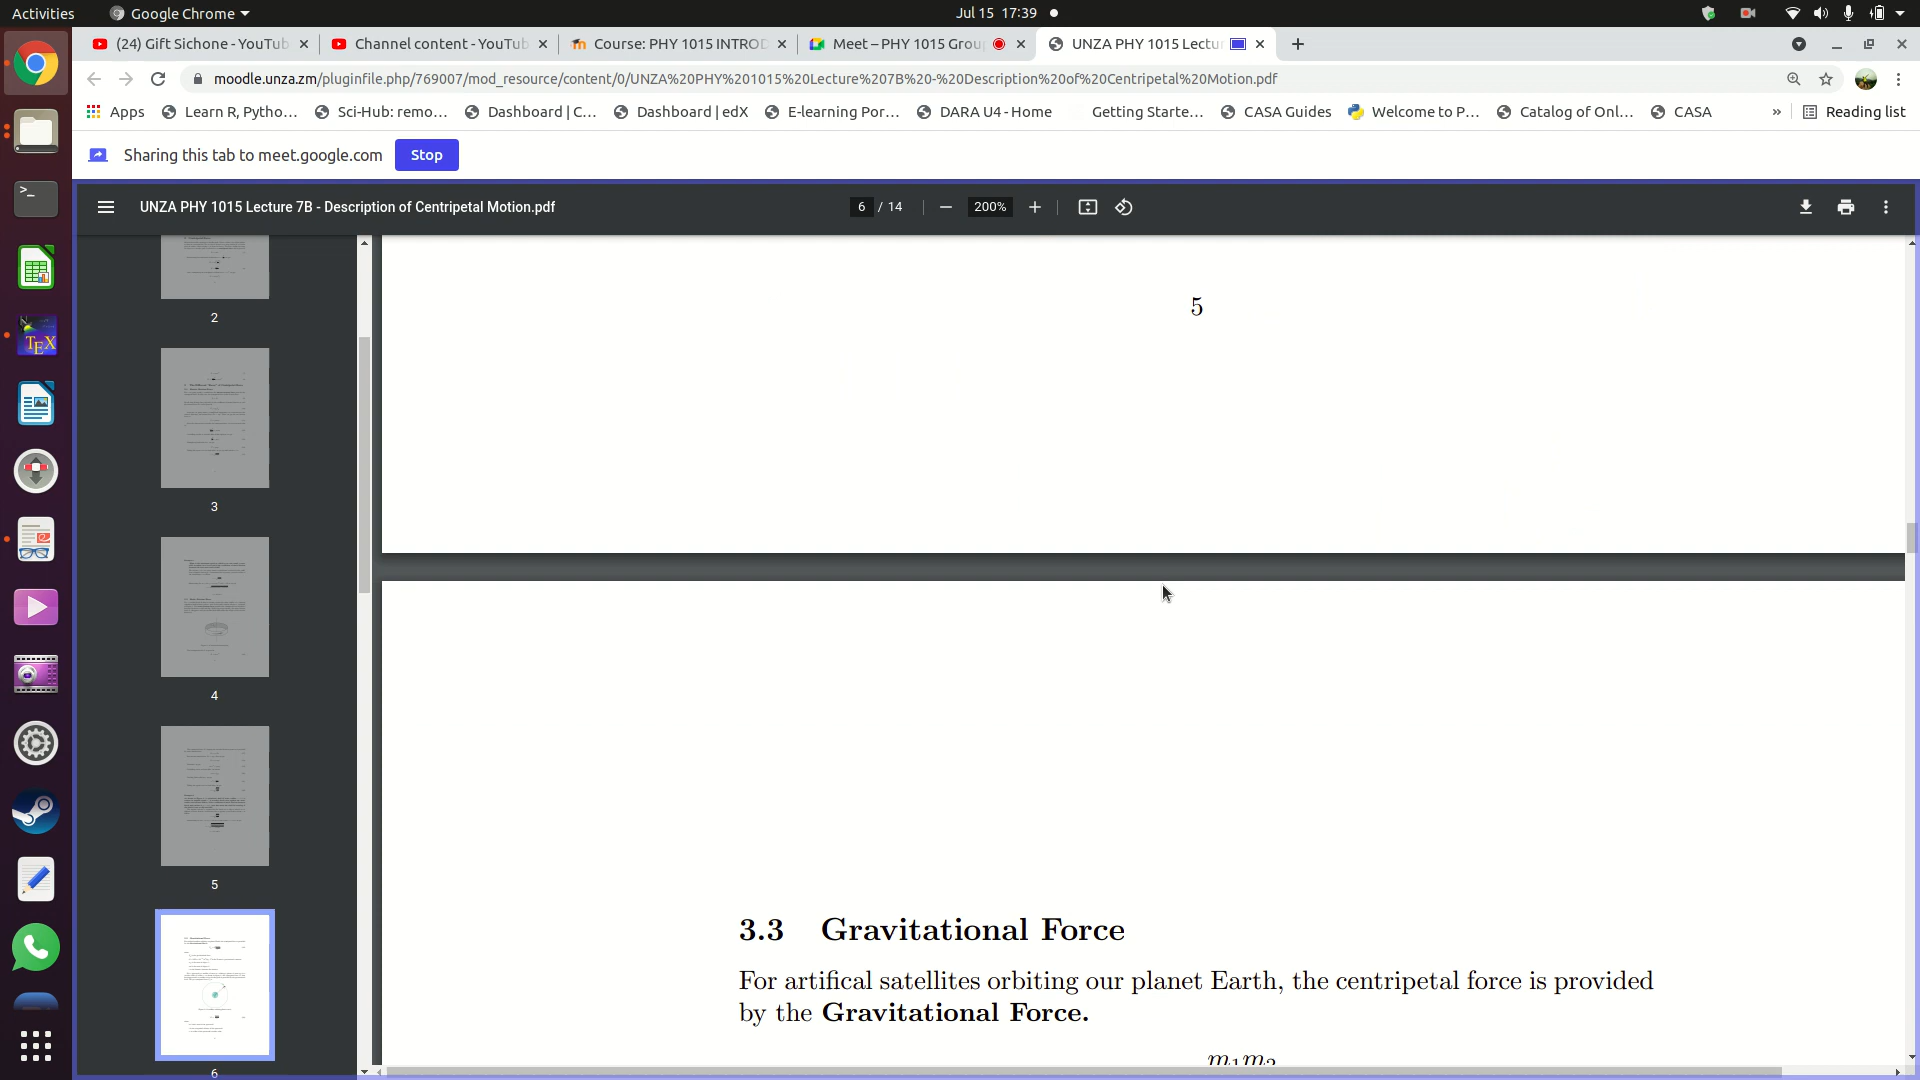 Activities
Google Chrome
Jul 15 17:39
(24) Gift Sichone - YouTub
Channel content - YouTub
Course: PHY 1015 INTROD
Meet – PHY 1015 Grou
UNZA PHY 1015 Lectur
moodle.unza.zm/pluginfile.php/769007/mod_resource/content/0/UNZA%20PHY%201015%20Lecture%207B%20-%20Description%20of%20Centripetal%20Motion.pdf
Apps
Learn R, Pytho...
Sci-Hub: remo...
Dashboard | C...
Dashboard | edX
E-learning Por...
DARA U4 - Home
Getting Starte...
CASA Guides
Welcome to P...
Catalog of Onl...
CASA
»
Reading list
Sharing this tab to meet.google.com
Stop
UNZA PHY 1015 Lecture 7B - Description of Centripetal Motion.pdf
6 / 14
200%
2
3
4
5
6
5
3.3 Gravitational Force
For artifical satellites orbiting our planet Earth, the centripetal force is provided
by the Gravitational Force.
m₁m₂